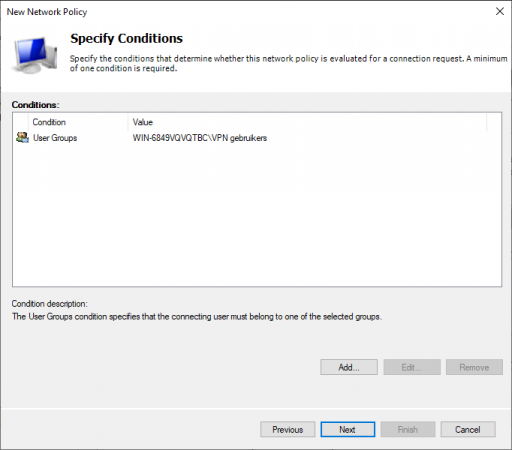 New Network Policy
Specify Conditions
Specify the conditions that determine whether this network policy is evaluated for a connection request. A minimum
of one condition is required.
Conditions:
Condition Value
User Groups WIN-6849VQVQTBC\VPN gebruikers
Condition description:
The User Groups condition specifies that the connecting user must belong to one of the selected groups.
Add... Edit... Remove
Previous Next Finish Cancel